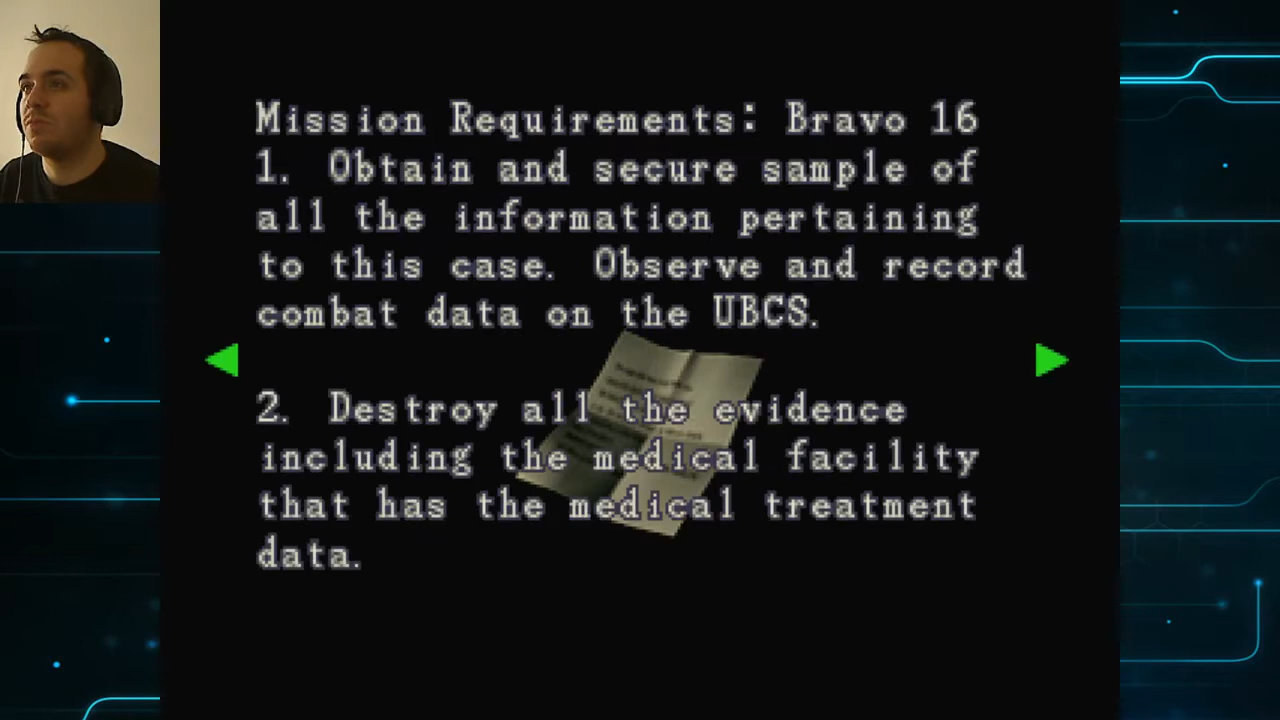 Mission Requirements: Bravo 16
1. Obtain and secure sample of
all the information pertaining
to this case. Observe and record
combat data on the UBCS.
2. Destroy all the evidence
including the medical facility
that has the medical treatment
data.